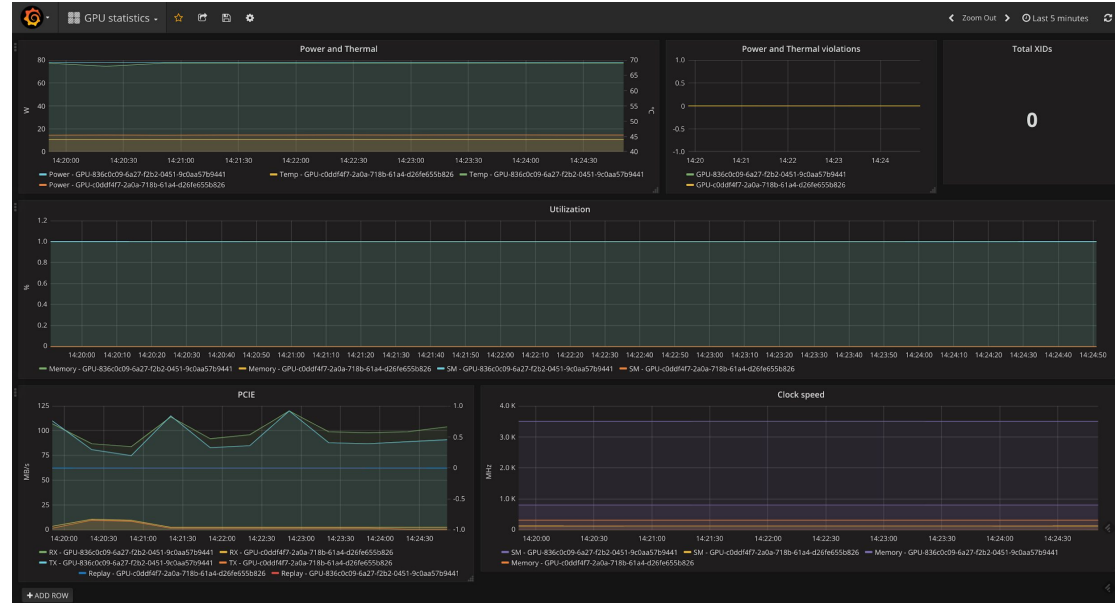 GPU statistics
Zoom Out
Last 5 minutes
Power and Thermal
80
60
40
20
0
W
70
65
60
55
50
45
40
°C
14:20:00 14:20:30 14:21:00 14:21:30 14:22:00 14:22:30 14:23:00 14:23:30 14:24:00 14:24:30
Power - GPU-836c0c09-6a27-f2b2-0451-9c0aa57b9441 Temp - GPU-c0ddf4f7-2a0a-718b-61a4-d26fe655b826 Temp - GPU-836c0c09-6a27-f2b2-0451-9c0aa57b9441
Power - GPU-c0ddf4f7-2a0a-718b-61a4-d26fe655b826
Power and Thermal violations
1.0
0.5
0
-0.5
-1.0
14:20 14:21 14:22 14:23 14:24
GPU-836c0c09-6a27-f2b2-0451-9c0aa57b9441
GPU-c0ddf4f7-2a0a-718b-61a4-d26fe655b826
Total XIDs
0
Utilization
1.2
1.0
0.8
0.6
0.4
0.2
0
%
14:20:00 14:20:10 14:20:20 14:20:30 14:20:40 14:20:50 14:21:00 14:21:10 14:21:20 14:21:30 14:21:40 14:21:50 14:22:00 14:22:10 14:22:20 14:22:30 14:22:40 14:22:50 14:23:00 14:23:10 14:23:20 14:23:30 14:23:40 14:23:50 14:24:00 14:24:10 14:24:20 14:24:30 14:24:40 14:24:50
Memory - GPU-836c0c09-6a27-f2b2-0451-9c0aa57b9441 Memory - GPU-c0ddf4f7-2a0a-718b-61a4-d26fe655b826 SM - GPU-836c0c09-6a27-f2b2-0451-9c0aa57b9441 SM - GPU-c0ddf4f7-2a0a-718b-61a4-d26fe655b826
PCIE
125
100
75
50
25
0
MB/s
1.0
0.5
0
-0.5
-1.0
14:20:00 14:20:30 14:21:00 14:21:30 14:22:00 14:22:30 14:23:00 14:23:30 14:24:00 14:24:30
RX - GPU-836c0c09-6a27-f2b2-0451-9c0aa57b9441 RX - GPU-c0ddf4f7-2a0a-718b-61a4-d26fe655b826
TX - GPU-836c0c09-6a27-f2b2-0451-9c0aa57b9441 TX - GPU-c0ddf4f7-2a0a-718b-61a4-d26fe655b826
Replay - GPU-c0ddf4f7-2a0a-718b-61a4-d26fe655b826 Replay - GPU-836c0c09-6a27-f2b2-0451-9c0aa57b9441
Clock speed
4.0 K
3.0 K
2.0 K
1.0 K
0
MHz
14:20:00 14:20:30 14:21:00 14:21:30 14:22:00 14:22:30 14:23:00 14:23:30 14:24:00 14:24:30
SM - GPU-836c0c09-6a27-f2b2-0451-9c0aa57b9441 SM - GPU-c0ddf4f7-2a0a-718b-61a4-d26fe655b826 Memory - GPU-836c0c09-6a27-f2b2-0451-9c0aa57b9441
Memory - GPU-c0ddf4f7-2a0a-718b-61a4-d26fe655b826
+ ADD ROW